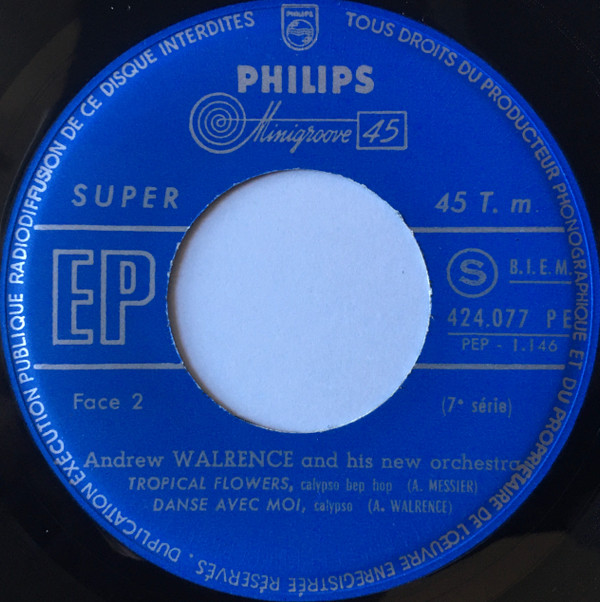 PHILIPS
TOUS DROITS DU PRODUCTEUR PHONOGRAPHIQUE ET DU PROPRIÉTAIRE DE L'ŒUVRE ENREGISTRÉE RÉSERVÉS · DUPLICATION EXÉCUTION PUBLIQUE RADIODIFFUSION DE CE DISQUE INTERDITES
PHILIPS
Minigroove 45
SUPER 45 T. m
EP
S B.I.E.M.
424.077 PE
PEP - 1.146
Face 2 (7e série)
Andrew WALRENCE and his new orchestra
TROPICAL FLOWERS, calypso bep hop (A. MESSIER)
DANSE AVEC MOI, calypso (A. WALRENCE)